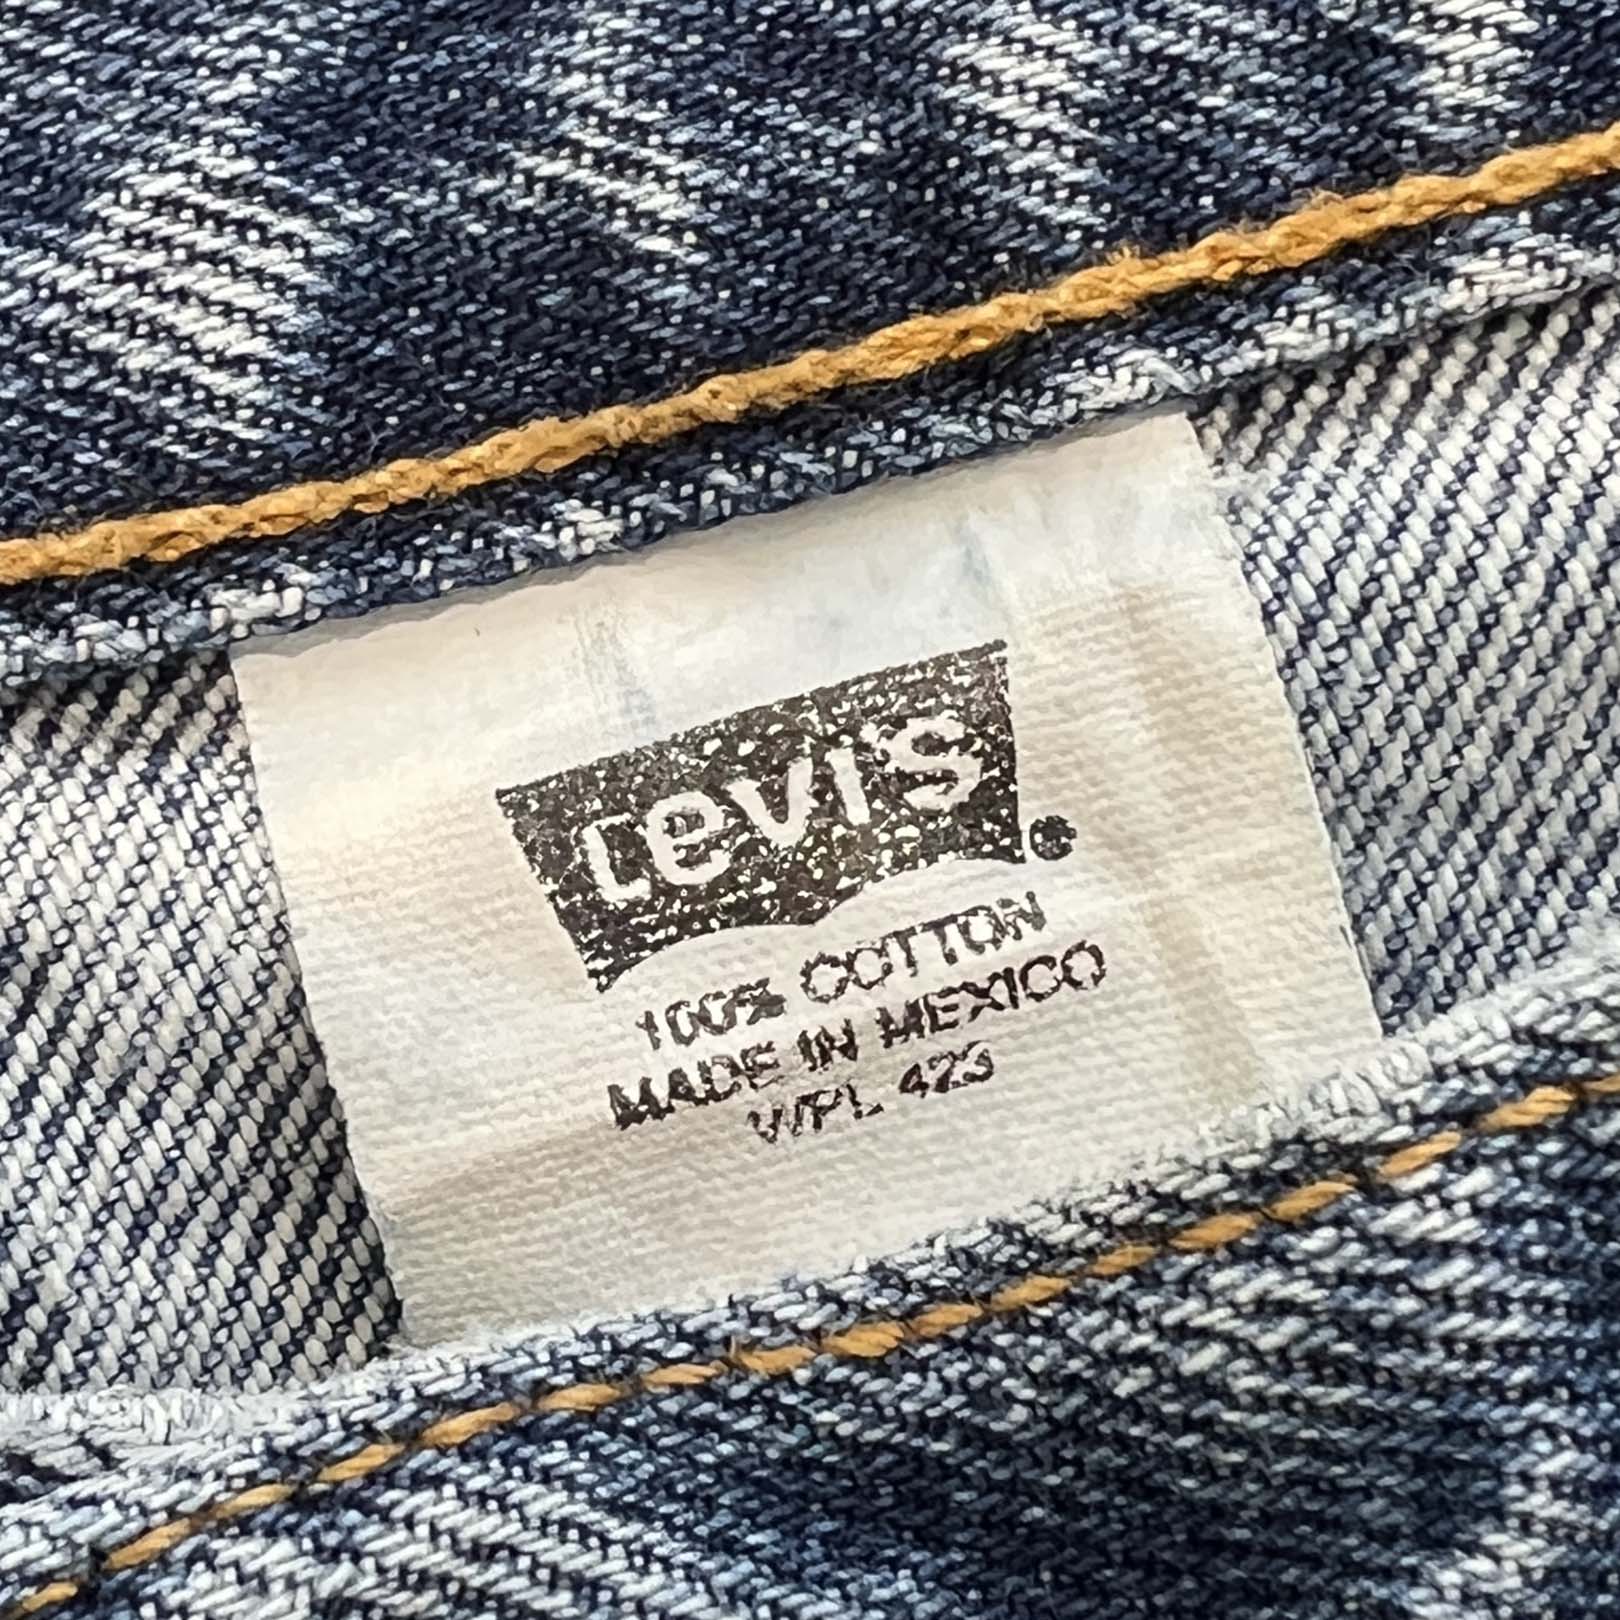 Levi's
100% COTTON
MADE IN MEXICO
WPL 423